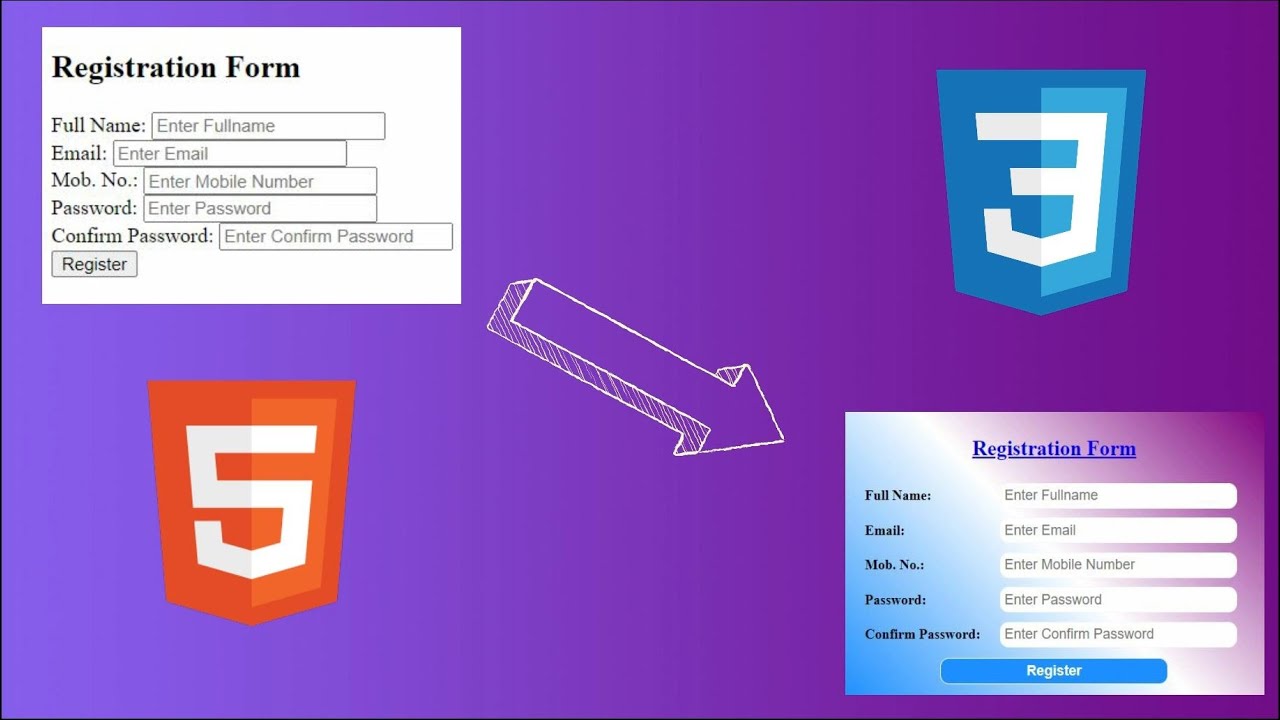 Registration Form
Full Name: Enter Fullname
Email: Enter Email
Mob. No.: Enter Mobile Number
Password: Enter Password
Confirm Password: Enter Confirm Password
Register
3
5
Registration Form
Full Name: Enter Fullname
Email: Enter Email
Mob. No.: Enter Mobile Number
Password: Enter Password
Confirm Password: Enter Confirm Password
Register